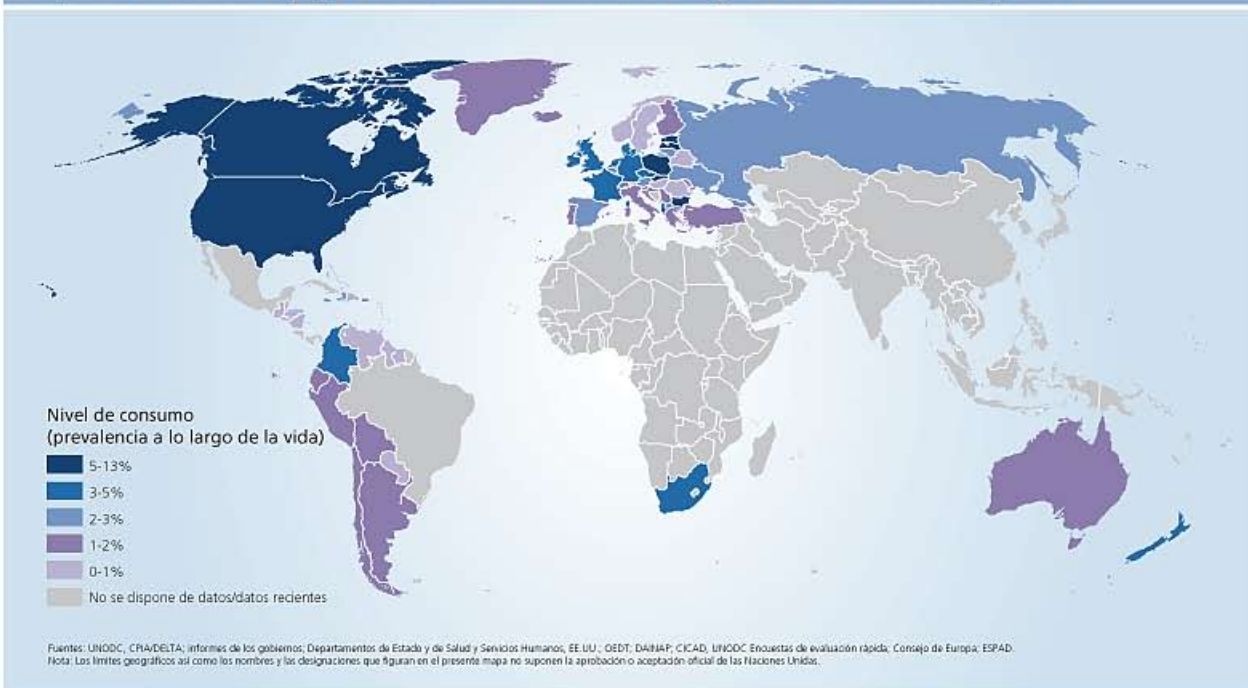 Nivel de consumo
(prevalencia a lo largo de la vida)
5-13%
3-5%
2-3%
1-2%
0-1%
No se dispone de datos/datos recientes
Fuentes: UNODC, CPIA/DELTA; informes de los gobiernos; Departamentos de Estado y de Salud y Servicios Humanos, EE.UU.; OEDT; DAINAP; CICAD, UNODC Encuestas de evaluación rápida; Consejo de Europa; ESPAD.
Nota: Los límites geográficos así como los nombres y las designaciones que figuran en el presente mapa no suponen la aprobación o aceptación oficial de las Naciones Unidas.